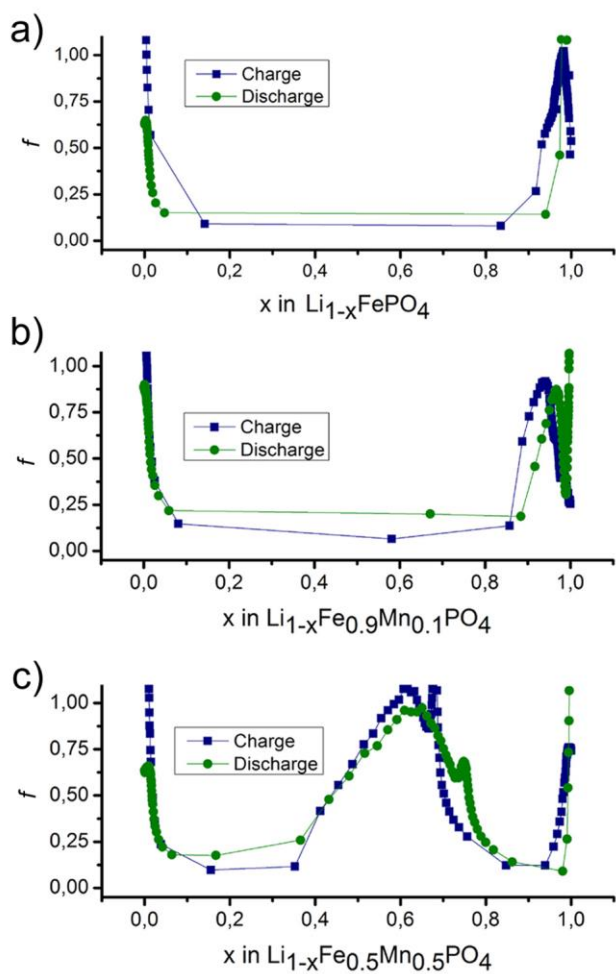 a)
1,00
0,75
0,50
0,25
0,00
f
Charge
Discharge
0,0 0,2 0,4 0,6 0,8 1,0
x in Li1-xFePO4
b)
1,00
0,75
0,50
0,25
0,00
f
Charge
Discharge
0,0 0,2 0,4 0,6 0,8 1,0
x in Li1-xFe0.9Mn0.1PO4
c)
1,00
0,75
0,50
0,25
0,00
f
Charge
Discharge
0,0 0,2 0,4 0,6 0,8 1,0
x in Li1-xFe0.5Mn0.5PO4